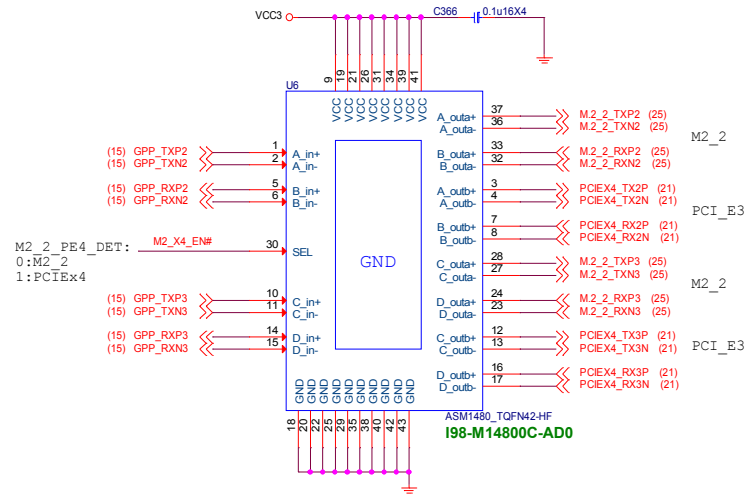 VCC3
C366
0.1u16X4
U6
9
19
21
26
31
34
39
41
VCC
VCC
VCC
VCC
VCC
VCC
VCC
VCC
(15) GPP_TXP2
1
A_in+
(15) GPP_TXN2
2
A_in-
(15) GPP_RXP2
5
B_in+
(15) GPP_RXN2
6
B_in-
M2_2_PE4_DET:
0:M2_2
1:PCIEx4
M2_X4_EN#
30
SEL
(15) GPP_TXP3
10
C_in+
(15) GPP_TXN3
11
C_in-
(15) GPP_RXP3
14
D_in+
(15) GPP_RXN3
15
D_in-
GND
A_outa+
37
M.2_2_TXP2 (25)
A_outa-
36
M.2_2_TXN2 (25)
M2_2
B_outa+
33
M.2_2_RXP2 (25)
B_outa-
32
M.2_2_RXN2 (25)
A_outb+
3
PCIEX4_TX2P (21)
A_outb-
4
PCIEX4_TX2N (21)
PCI_E3
B_outb+
7
PCIEX4_RX2P (21)
B_outb-
8
PCIEX4_RX2N (21)
C_outa+
28
M.2_2_TXP3 (25)
C_outa-
27
M.2_2_TXN3 (25)
M2_2
D_outa+
24
M.2_2_RXP3 (25)
D_outa-
23
M.2_2_RXN3 (25)
C_outb+
12
PCIEX4_TX3P (21)
C_outb-
13
PCIEX4_TX3N (21)
PCI_E3
D_outb+
16
PCIEX4_RX3P (21)
D_outb-
17
PCIEX4_RX3N (21)
GND
GND
GND
GND
GND
GND
GND
GND
GND
GND
18
20
22
25
29
35
38
40
42
43
ASM1480_TQFN42-HF
I98-M14800C-AD0